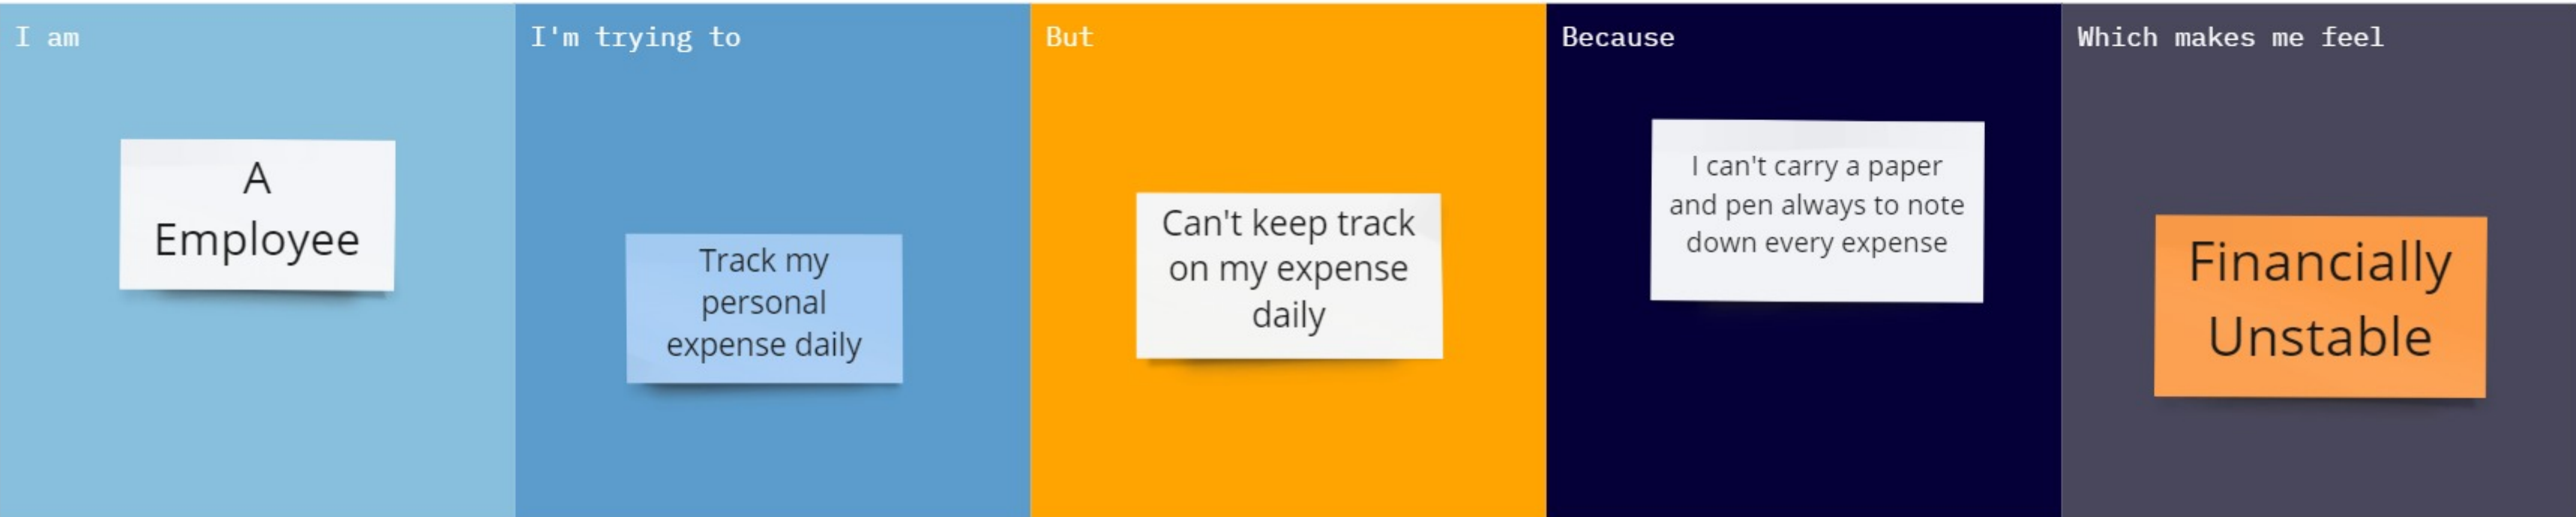 I am
A
Employee
I'm trying to
Track my
personal
expense daily
But
Can't keep track
on my expense
daily
Because
I can't carry a paper
and pen always to note
down every expense
Which makes me feel
Financially
Unstable